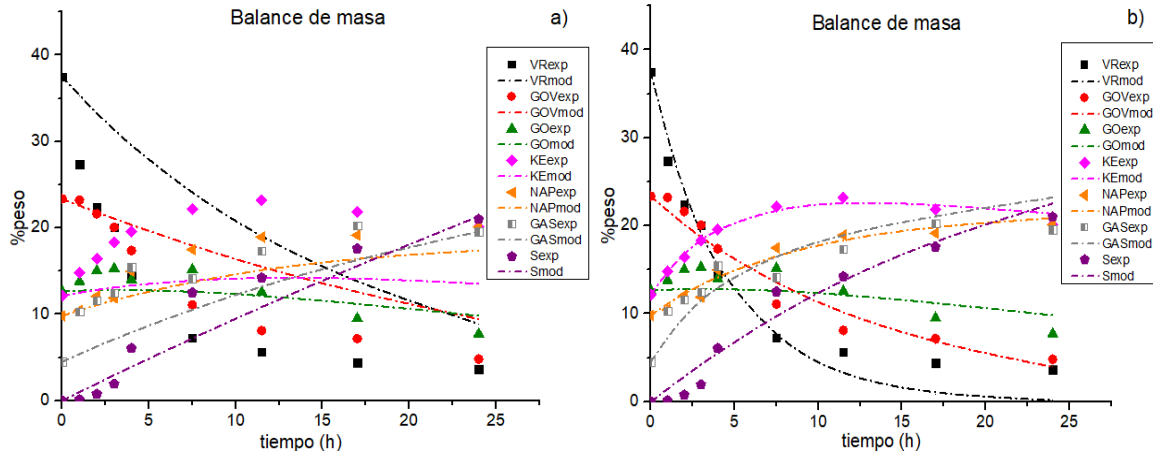 Balance de masa
a)
40
30
20
10
0
%peso
0 5 10 15 20 25
tiempo (h)
VRexp
VRmod
GOVexp
GOVmod
GOexp
GOmod
KEexp
KEmod
NAPexp
NAPmod
GASexp
GASmod
Sexp
Smod
Balance de masa
b)
40
30
20
10
0
%peso
0 5 10 15 20 25
tiempo (h)
VRexp
VRmod
GOVexp
GOVmod
GOexp
GOmod
KEexp
KEmod
NAPexp
NAPmod
GASexp
GASmod
Sexp
Smod